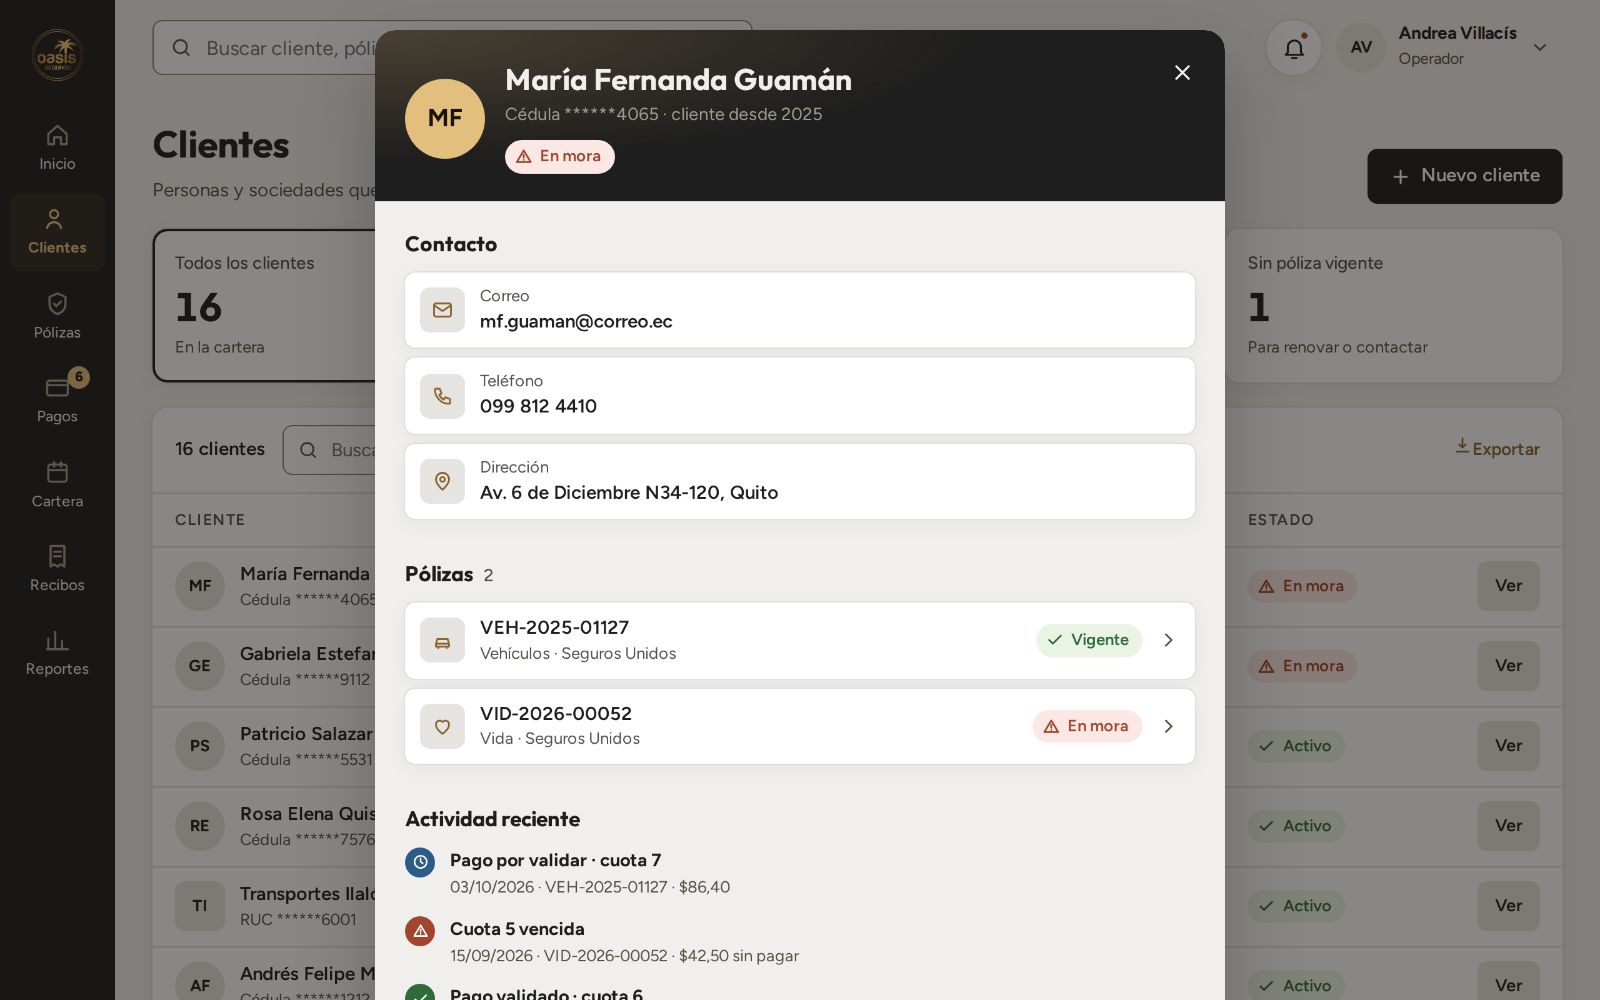 oasis
SEGUROS
Inicio
Clientes
Pólizas
6
Pagos
Cartera
Recibos
Reportes
Buscar cliente, póli
AV
Andrea Villacís
Operador
Clientes
Personas y sociedades que
Nuevo cliente
Todos los clientes
16
En la cartera
Sin póliza vigente
1
Para renovar o contactar
16 clientes
Busca
Exportar
CLIENTE
ESTADO
MF
María Fernanda
Cédula ******4065
En mora
Ver
GE
Gabriela Estefan
Cédula ******9112
En mora
Ver
PS
Patricio Salazar
Cédula ******5531
Activo
Ver
RE
Rosa Elena Quis
Cédula ******7576
Activo
Ver
TI
Transportes Ilalo
RUC ******6001
Activo
Ver
AF
Andrés Felipe M
Cédula ******1212
Activo
Ver
MF
María Fernanda Guamán
Cédula ******4065 · cliente desde 2025
En mora
Contacto
Correo
mf.guaman@correo.ec
Teléfono
099 812 4410
Dirección
Av. 6 de Diciembre N34-120, Quito
Pólizas 2
VEH-2025-01127
Vehículos · Seguros Unidos
Vigente
VID-2026-00052
Vida · Seguros Unidos
En mora
Actividad reciente
Pago por validar · cuota 7
03/10/2026 · VEH-2025-01127 · $86,40
Cuota 5 vencida
15/09/2026 · VID-2026-00052 · $42,50 sin pagar
Pago validado · cuota 6